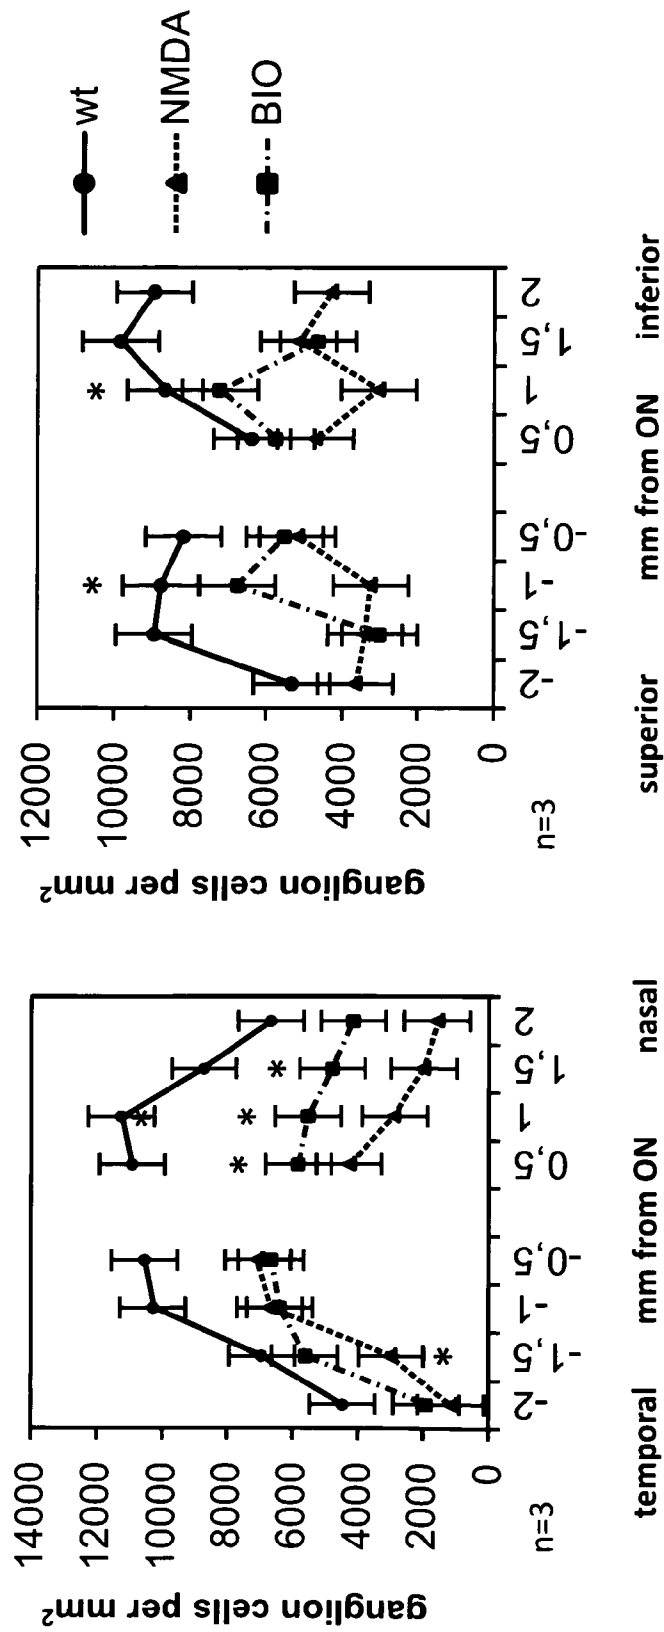 ganglion cells per mm²
14000
12000
10000
8000
6000
4000
2000
0
*
*
*
*
*
-2
-1,5
-1
-0,5
0,5
1
1,5
2
n=3
temporal
mm from ON
nasal
ganglion cells per mm²
12000
10000
8000
6000
4000
2000
0
*
*
-2
-1,5
-1
-0,5
0,5
1
1,5
2
n=3
superior
mm from ON
inferior
wt
NMDA
BIO